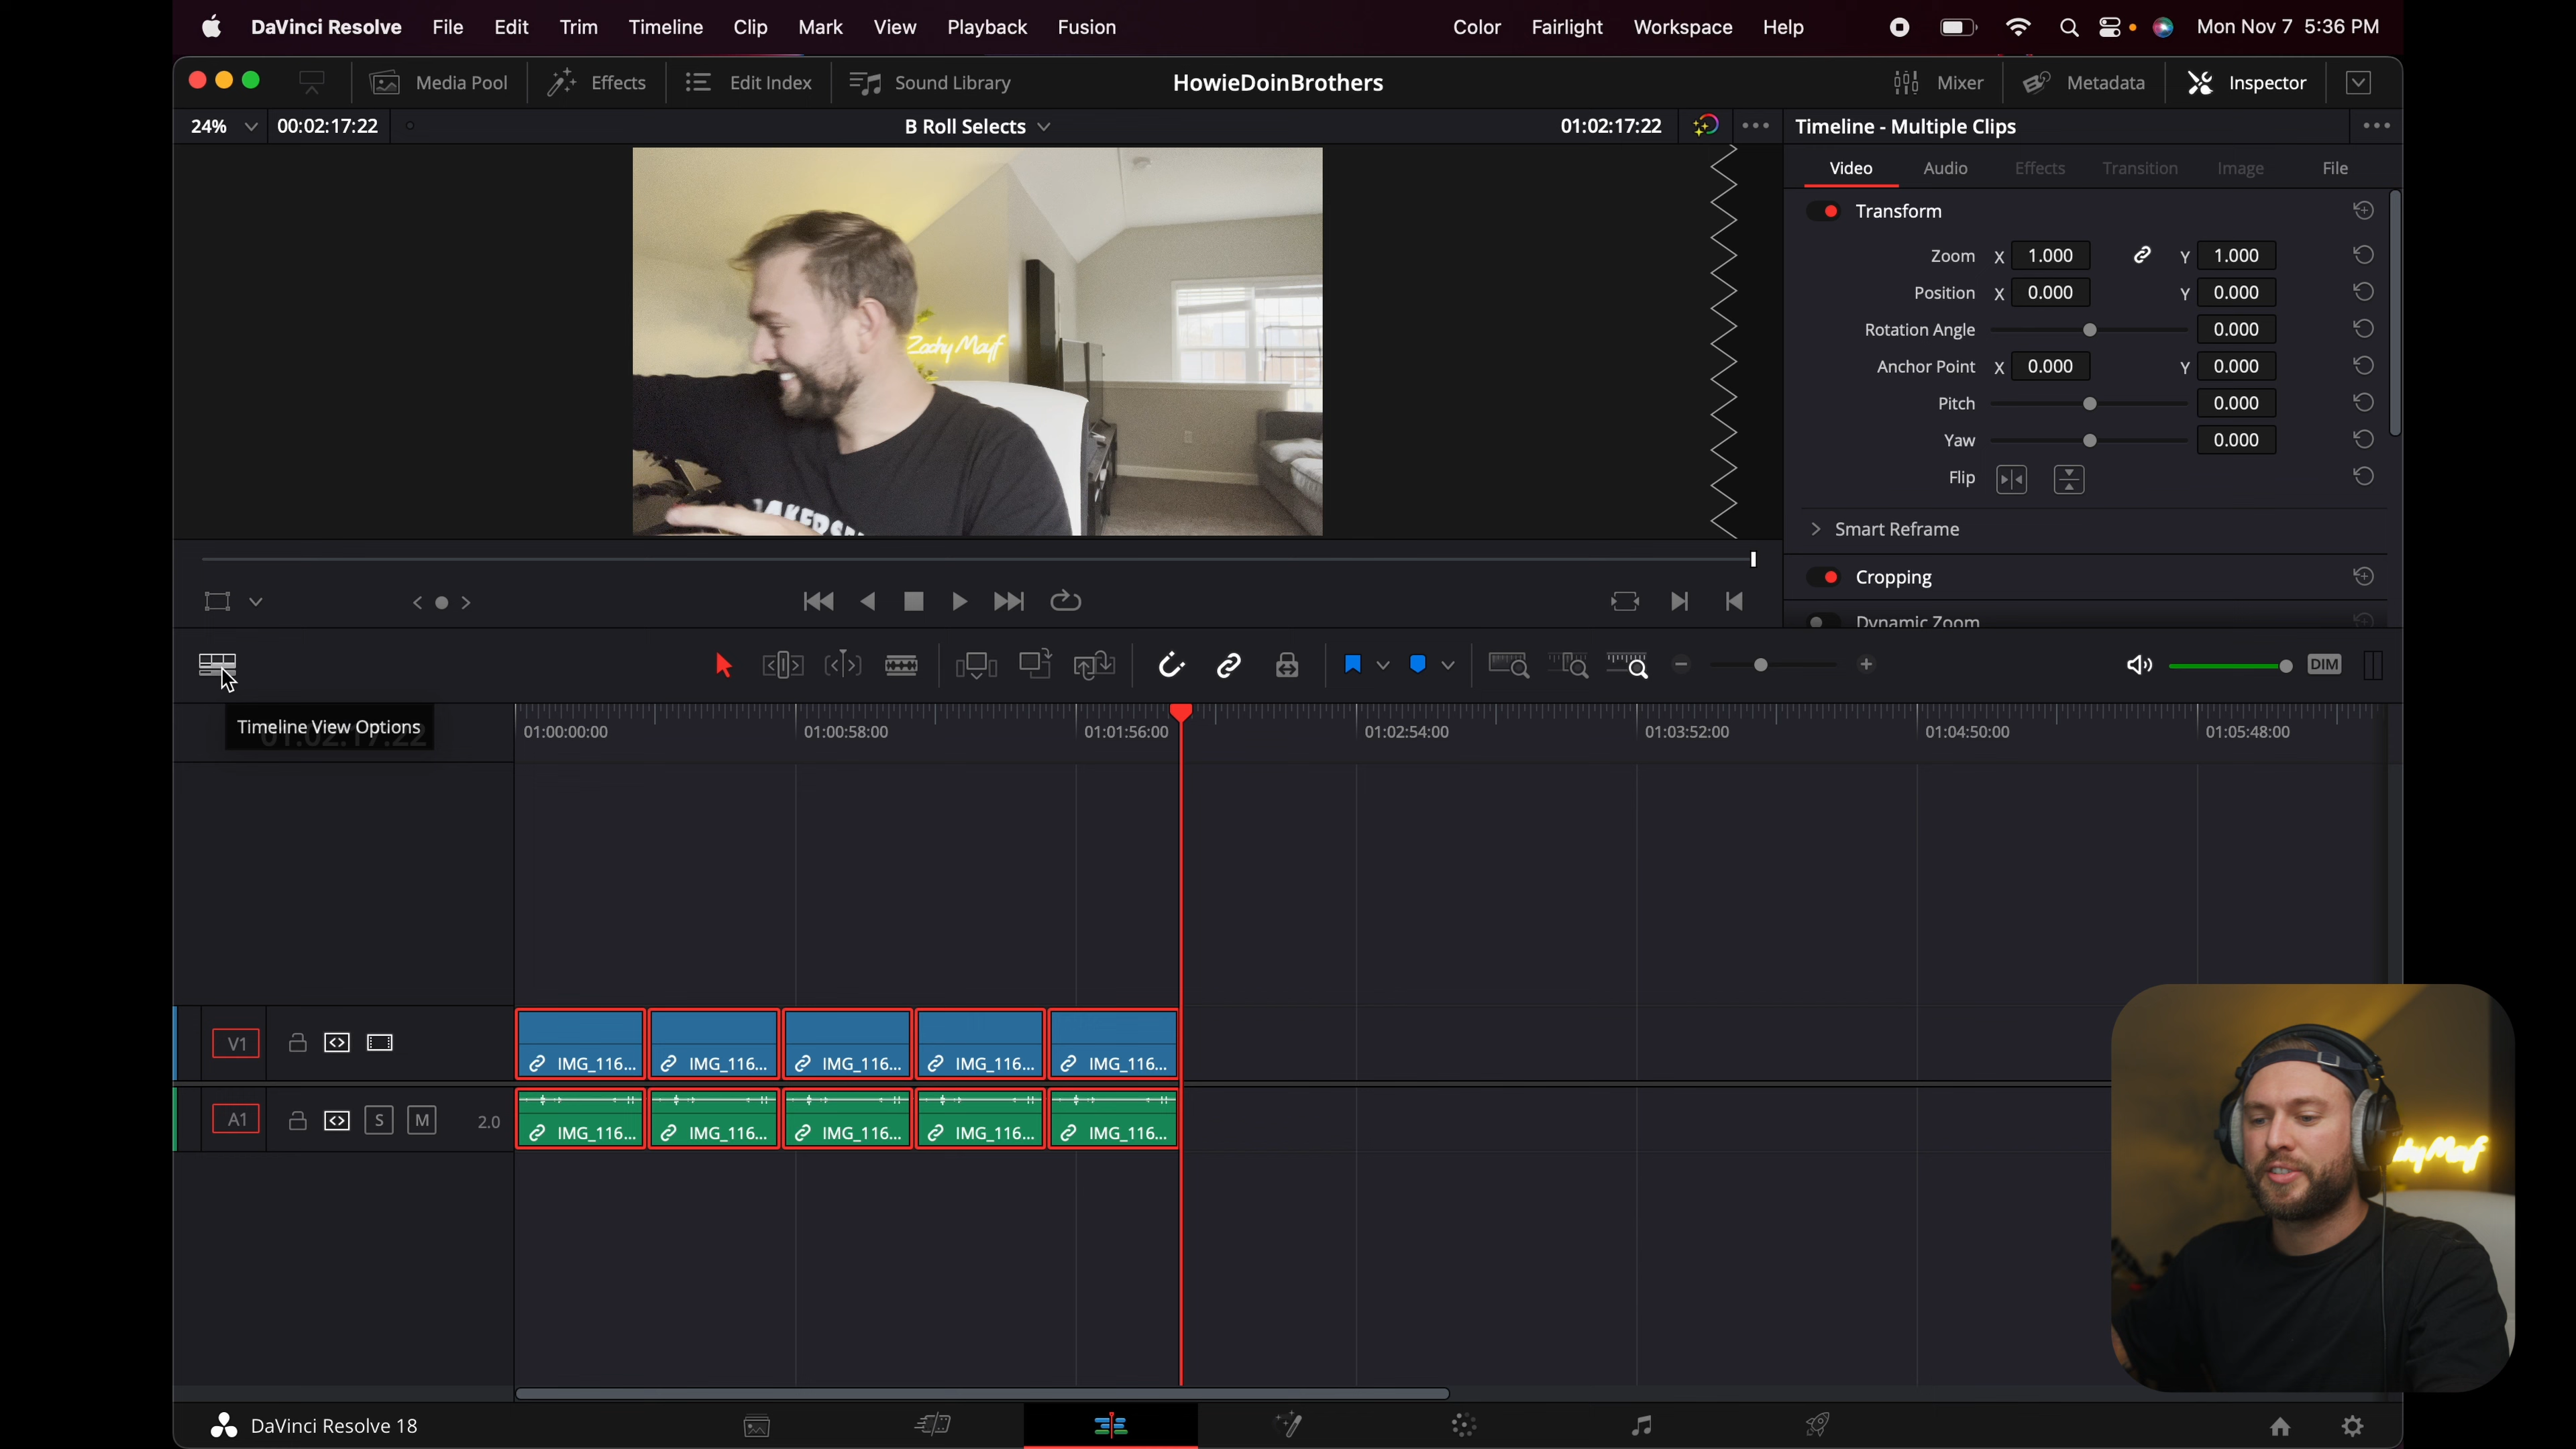 DaVinci Resolve File Edit Trim Timeline Clip Mark View Playback Fusion Color Fairlight Workspace Help Mon Nov 7 5:36 PM
Media Pool Effects Edit Index Sound Library HowieDoinBrothers Mixer Metadata Inspector
24% 00:02:17:22 B Roll Selects 01:02:17:22 Timeline - Multiple Clips
Video Audio Effects Transition Image File
Transform
Zoom X 1.000 Y 1.000
Position X 0.000 Y 0.000
Rotation Angle 0.000
Anchor Point X 0.000 Y 0.000
Pitch 0.000
Yaw 0.000
Flip
Smart Reframe
Cropping
Dynamic Zoom
Zachy Mayf
DIM
Timeline View Options
01:02:17:22
01:00:00:00 01:00:58:00 01:01:56:00 01:02:54:00 01:03:52:00 01:04:50:00 01:05:48:00
V1 IMG_116... IMG_116... IMG_116... IMG_116... IMG_116...
A1 S M 2.0 IMG_116... IMG_116... IMG_116... IMG_116... IMG_116...
DaVinci Resolve 18